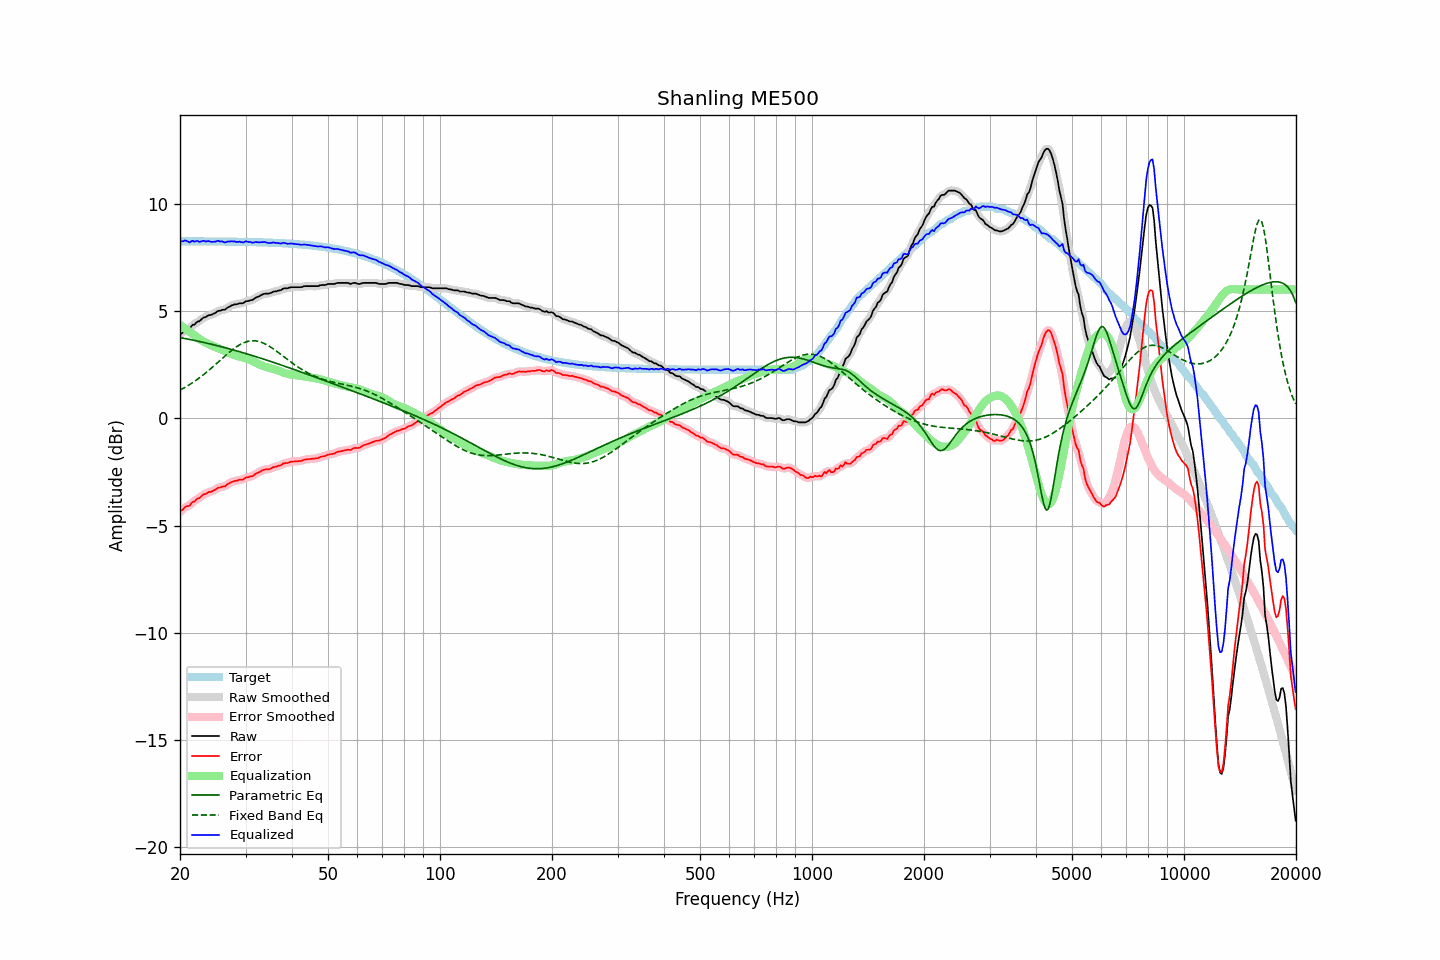 Shanling ME500
Amplitude (dBr)
10
5
0
−5
−10
−15
−20
Target
Raw Smoothed
Error Smoothed
Raw
Error
Equalization
Parametric Eq
Fixed Band Eq
Equalized
20 50 100 200 500 1000 2000 5000 10000 20000
Frequency (Hz)